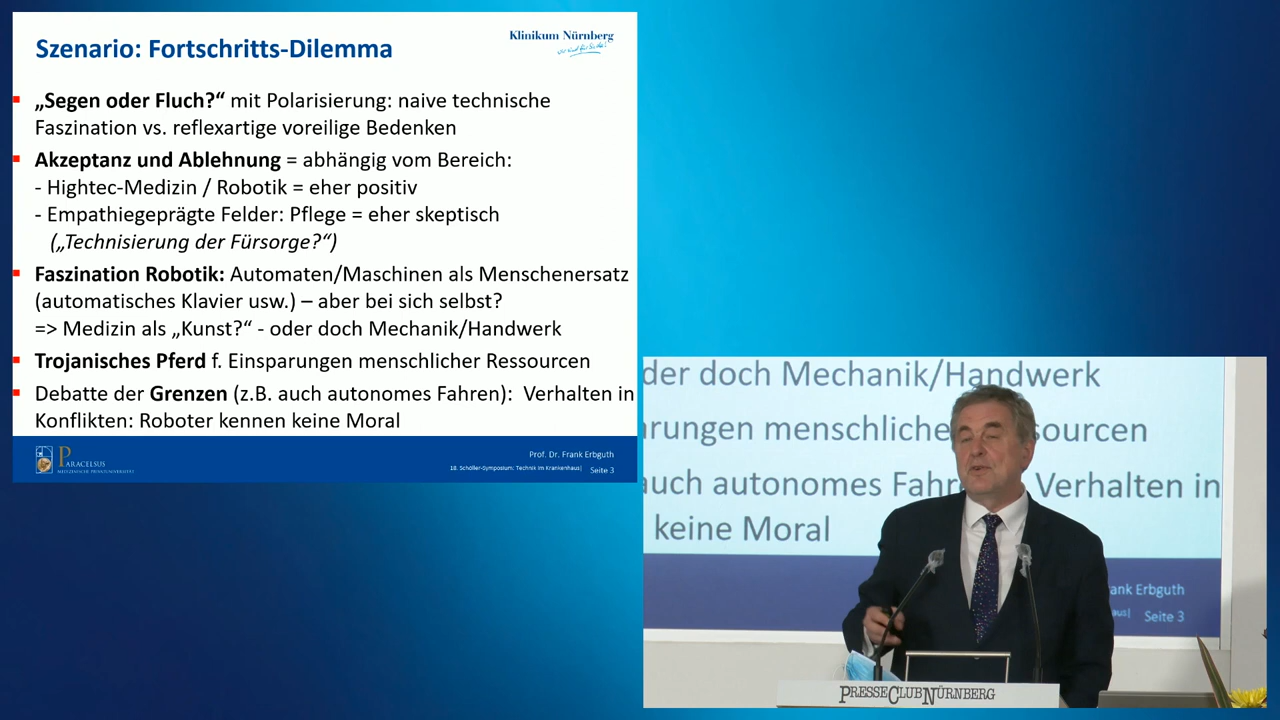 Szenario: Fortschritts-Dilemma
Klinikum Nürnberg
„Segen oder Fluch?“ mit Polarisierung: naive technische
Faszination vs. reflexartige voreilige Bedenken
Akzeptanz und Ablehnung = abhängig vom Bereich:
- Hightec-Medizin / Robotik = eher positiv
- Empathiegeprägte Felder: Pflege = eher skeptisch
(„Technisierung der Fürsorge?“)
Faszination Robotik: Automaten/Maschinen als Menschenersatz
(automatisches Klavier usw.) – aber bei sich selbst?
=> Medizin als „Kunst?“ - oder doch Mechanik/Handwerk
Trojanisches Pferd f. Einsparungen menschlicher Ressourcen
Debatte der Grenzen (z.B. auch autonomes Fahren): Verhalten in
Konflikten: Roboter kennen keine Moral
PARACELSUS
MEDIZINISCHE PRIVATUNIVERSITÄT
Prof. Dr. Frank Erbguth
18. Schöller-Symposium: Technik im Krankenhaus| Seite 3
der doch Mechanik/Handwerk
rungen menschliche sourcen
auch autonomes Fahr Verhalten in
keine Moral
ank Erbguth
Seite 3
PRESSECLUBNÜRNBERG